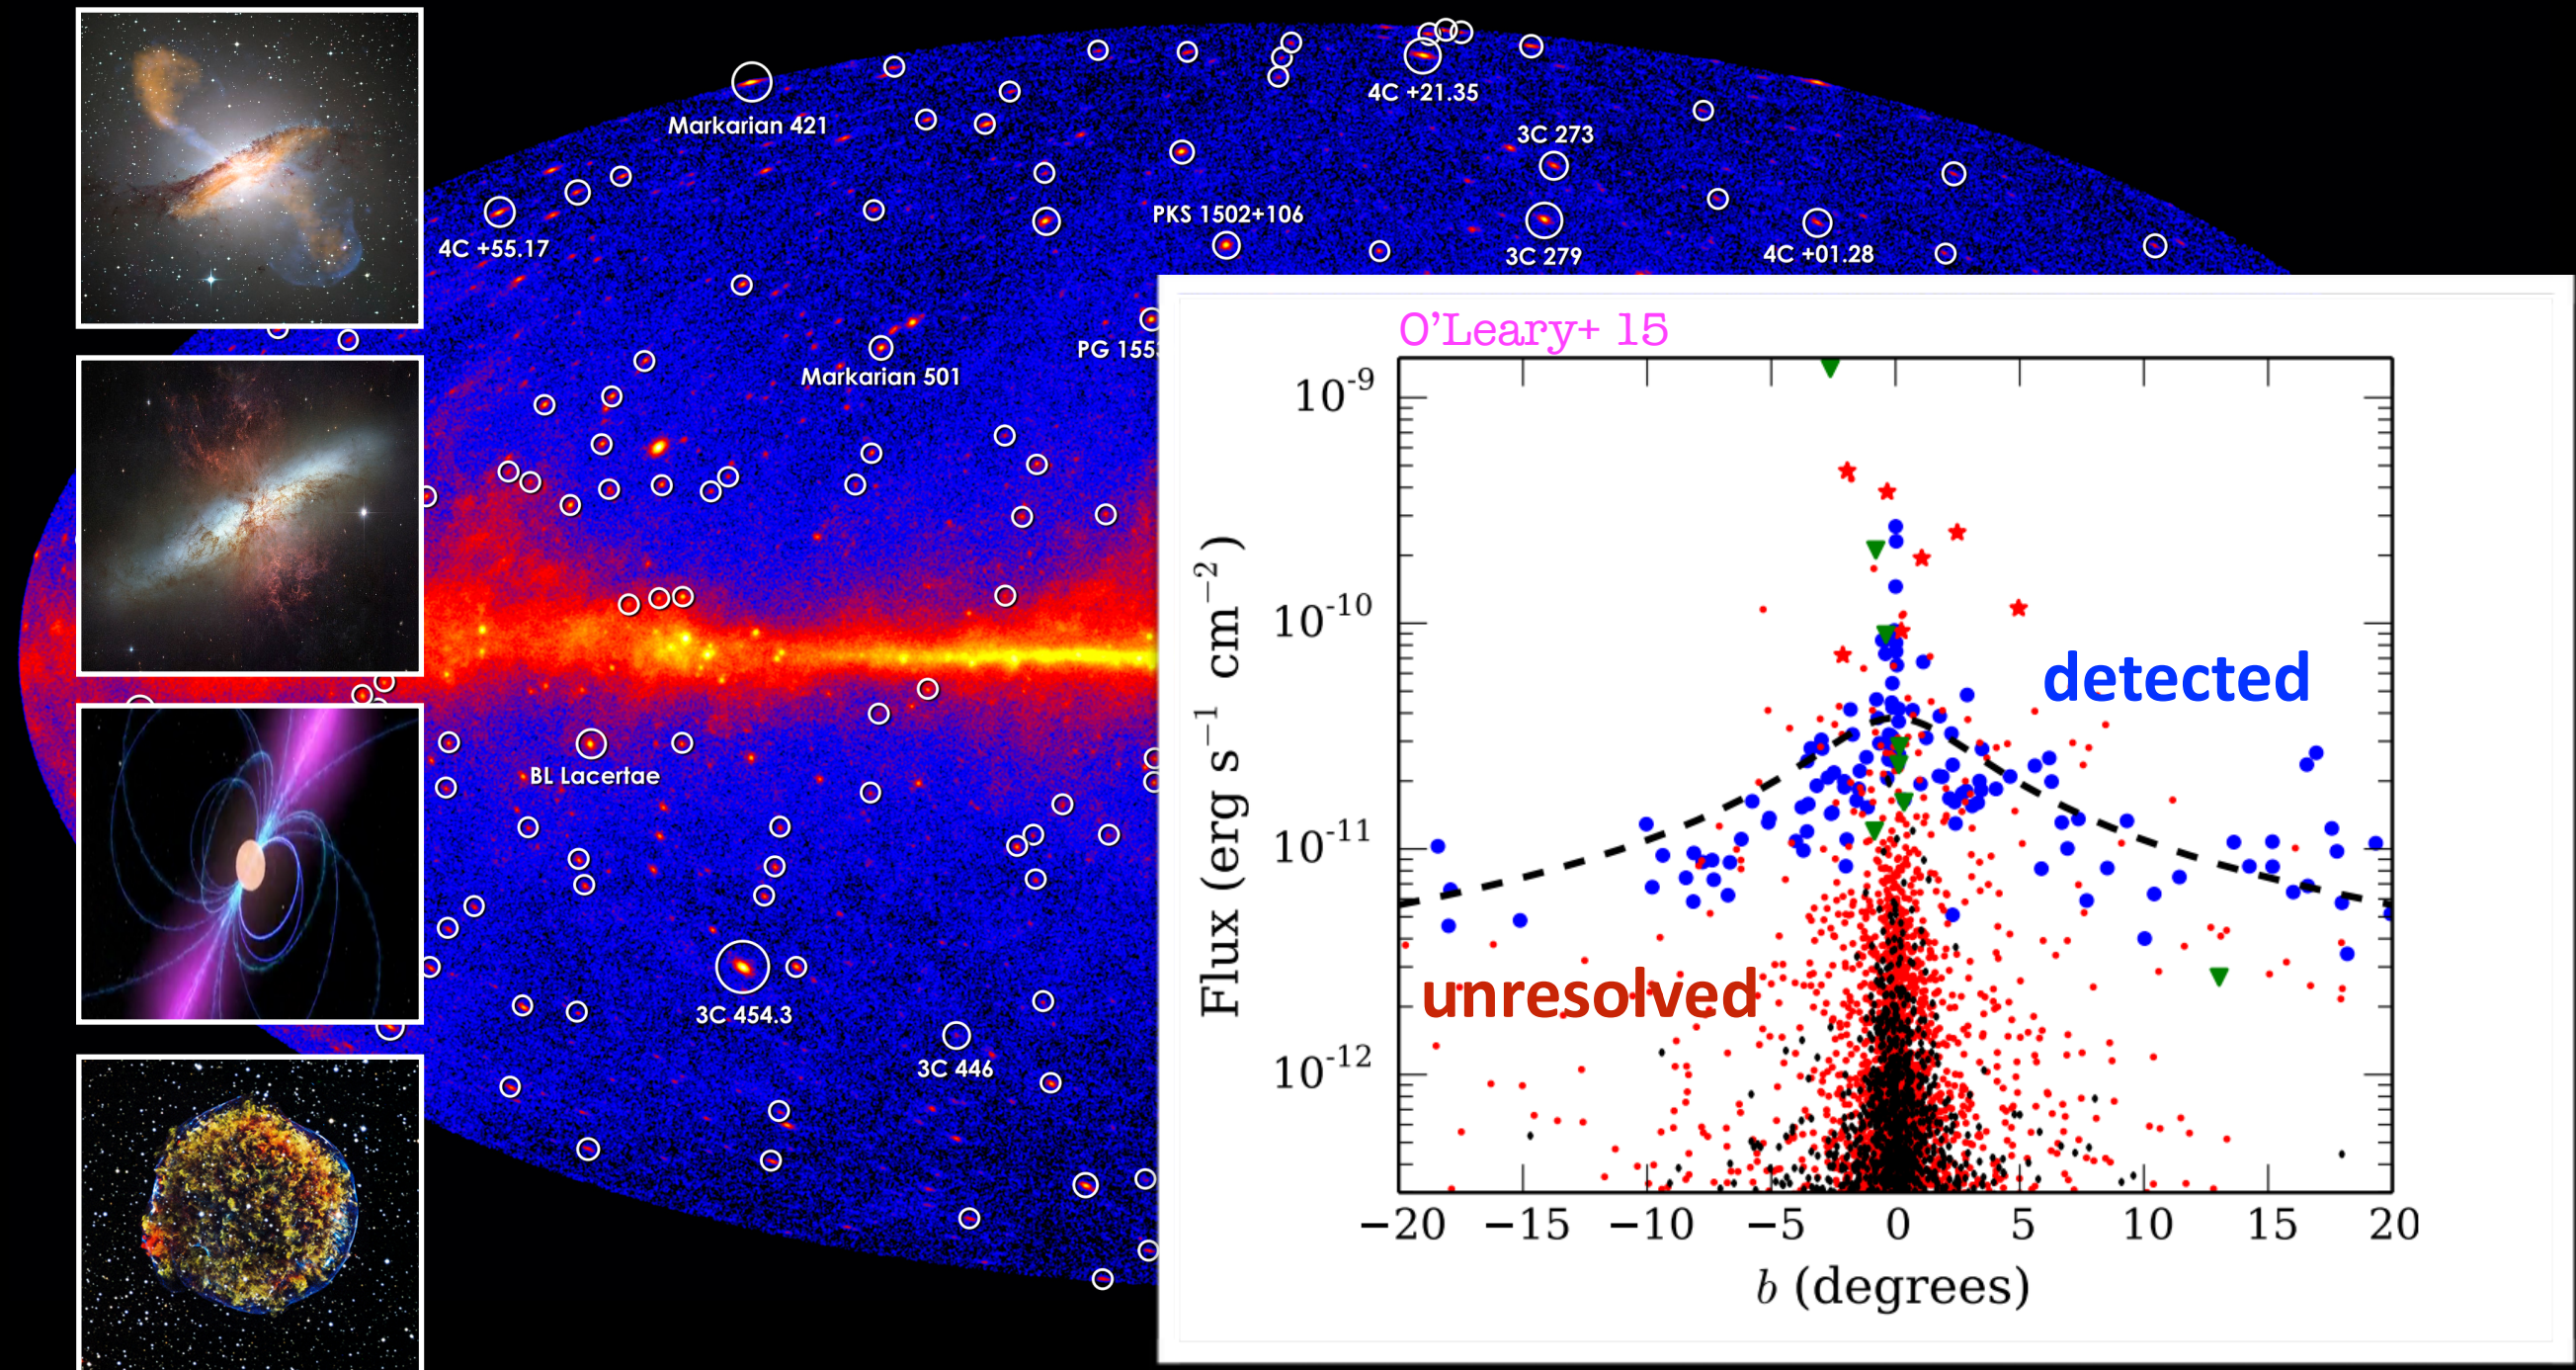 4C +21.35
Markarian 421
3C 273
PKS 1502+106
4C +55.17
3C 279
4C +01.28
PG 1553
Markarian 501
BL Lacertae
3C 454.3
3C 446
O'Leary+ 15
10⁻⁹
10⁻¹⁰
10⁻¹¹
10⁻¹²
Flux (erg s⁻¹ cm⁻²)
detected
unresolved
−20 −15 −10 −5 0 5 10 15 20
b (degrees)